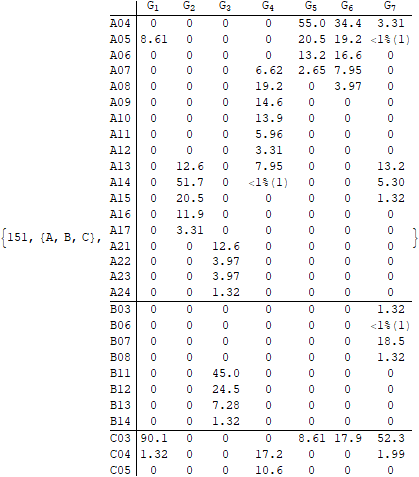 G1 G2 G3 G4 G5 G6 G7
A04 0 0 0 0 55.0 34.4 3.31
A05 8.61 0 0 0 20.5 19.2 <1%(1)
A06 0 0 0 0 13.2 16.6 0
A07 0 0 0 6.62 2.65 7.95 0
A08 0 0 0 19.2 0 3.97 0
A09 0 0 0 14.6 0 0 0
A10 0 0 0 13.9 0 0 0
A11 0 0 0 5.96 0 0 0
A12 0 0 0 3.31 0 0 0
A13 0 12.6 0 7.95 0 0 13.2
A14 0 51.7 0 <1%(1) 0 0 5.30
A15 0 20.5 0 0 0 0 1.32
A16 0 11.9 0 0 0 0 0
A17 0 3.31 0 0 0 0 0
{151, {A, B, C}, }
A21 0 0 12.6 0 0 0 0
A22 0 0 3.97 0 0 0 0
A23 0 0 3.97 0 0 0 0
A24 0 0 1.32 0 0 0 0
B03 0 0 0 0 0 0 1.32
B06 0 0 0 0 0 0 <1%(1)
B07 0 0 0 0 0 0 18.5
B08 0 0 0 0 0 0 1.32
B11 0 0 45.0 0 0 0 0
B12 0 0 24.5 0 0 0 0
B13 0 0 7.28 0 0 0 0
B14 0 0 1.32 0 0 0 0
C03 90.1 0 0 0 8.61 17.9 52.3
C04 1.32 0 0 17.2 0 0 1.99
C05 0 0 0 10.6 0 0 0